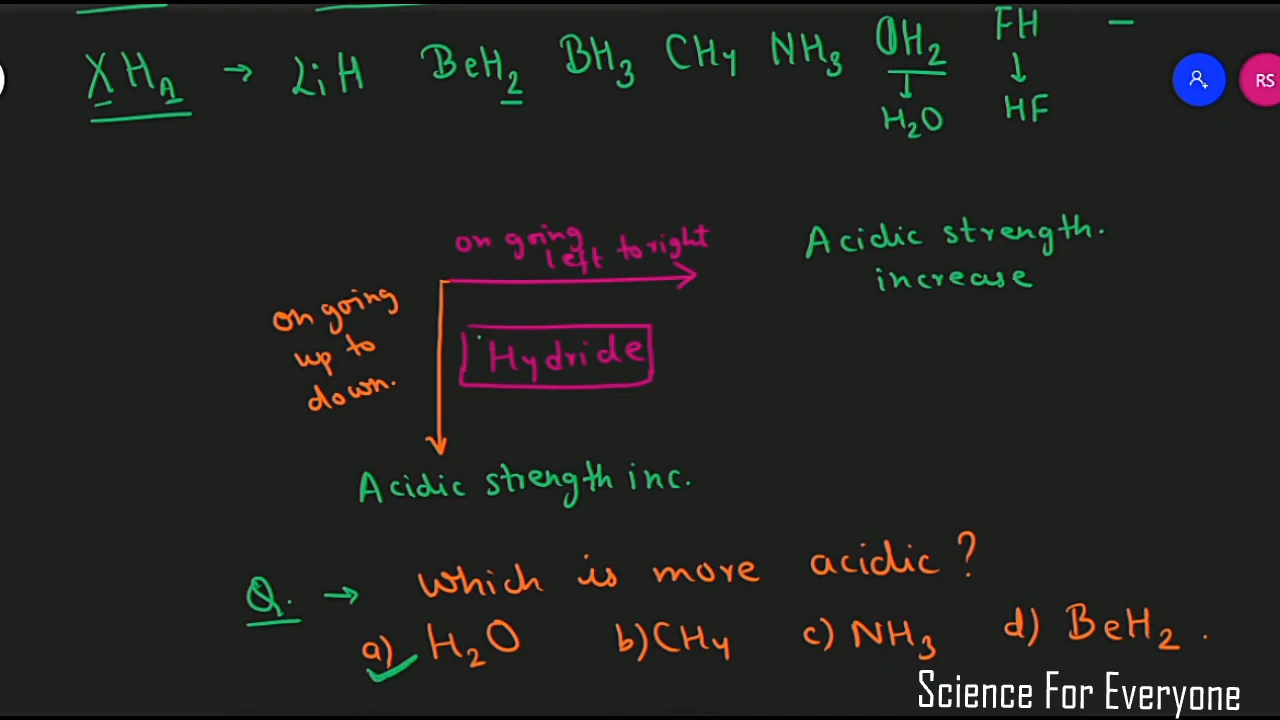 XHA → LiH BeH2 BH3 CH4 NH3 OH2 FH –
↓ H2O ↓ HF
RS
on going left to right
Acidic strength. increase
on going
up to
down.
Hydride
Acidic strength inc.
Q. → which is more acidic?
a) H2O b) CH4 c) NH3 d) BeH2 .
Science For Everyone